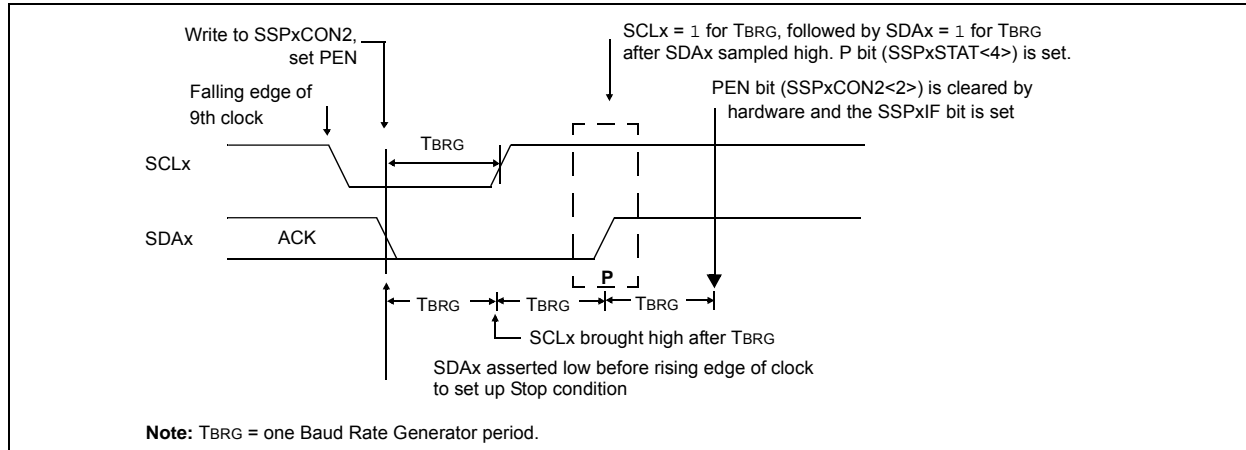 Write to SSPxCON2,
set PEN
SCLx = 1 for TBRG, followed by SDAx = 1 for TBRG
after SDAx sampled high. P bit (SSPxSTAT<4>) is set.
Falling edge of
9th clock
PEN bit (SSPxCON2<2>) is cleared by
hardware and the SSPxIF bit is set
TBRG
SCLx
SDAx
ACK
P
TBRG
TBRG
TBRG
SCLx brought high after TBRG
SDAx asserted low before rising edge of clock
to set up Stop condition
Note: TBRG = one Baud Rate Generator period.